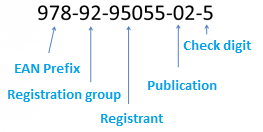 978-92-95055-02-5
Check digit
EAN Prefix
Publication
Registration group
Registrant